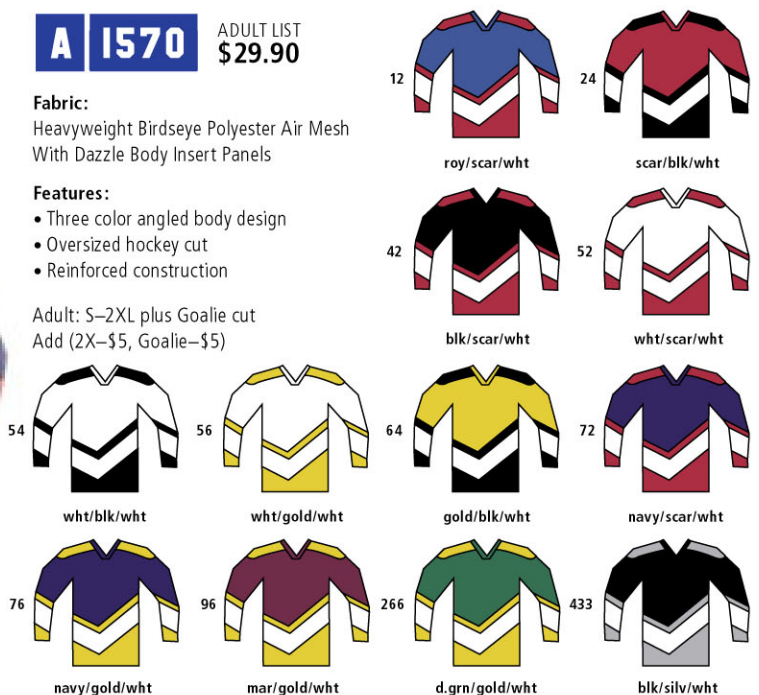 A 1570
ADULT LIST
$29.90
Fabric:
Heavyweight Birdseye Polyester Air Mesh
With Dazzle Body Insert Panels
Features:
• Three color angled body design
• Oversized hockey cut
• Reinforced construction
Adult: S–2XL plus Goalie cut
Add (2X–$5, Goalie–$5)
12
roy/scar/wht
24
scar/blk/wht
42
blk/scar/wht
52
wht/scar/wht
54
wht/blk/wht
56
wht/gold/wht
64
gold/blk/wht
72
navy/scar/wht
76
navy/gold/wht
96
mar/gold/wht
266
d.grn/gold/wht
433
blk/silv/wht